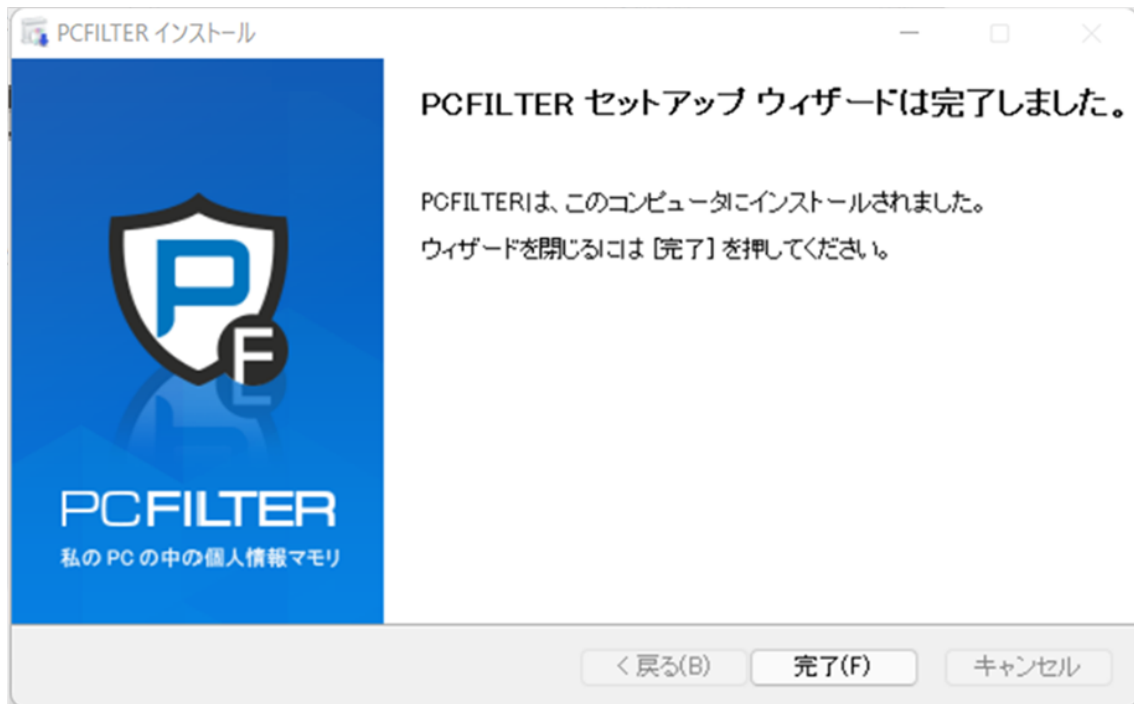 PCFILTER インストール
PCFILTER セットアップ ウィザードは完了しました。
PCFILTERは、このコンピュータにインストールされました。
ウィザードを閉じるには [完了] を押してください。
PF
PCFILTER
私の PC の中の個人情報マモリ
< 戻る(B)
完了(F)
キャンセル